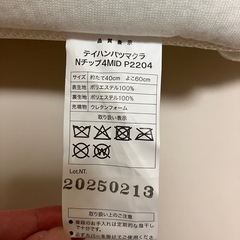 品質表示
テイハンパツマクラ
Nチップ4MID P2204
サイズ 約たて40cm よこ60cm
表生地 ポリエステル100%
裏生地 ポリエステル100%
詰め物 ウレタンフォーム
取り扱い表示
Lot.NT.
20250213
取り扱い上のご注意